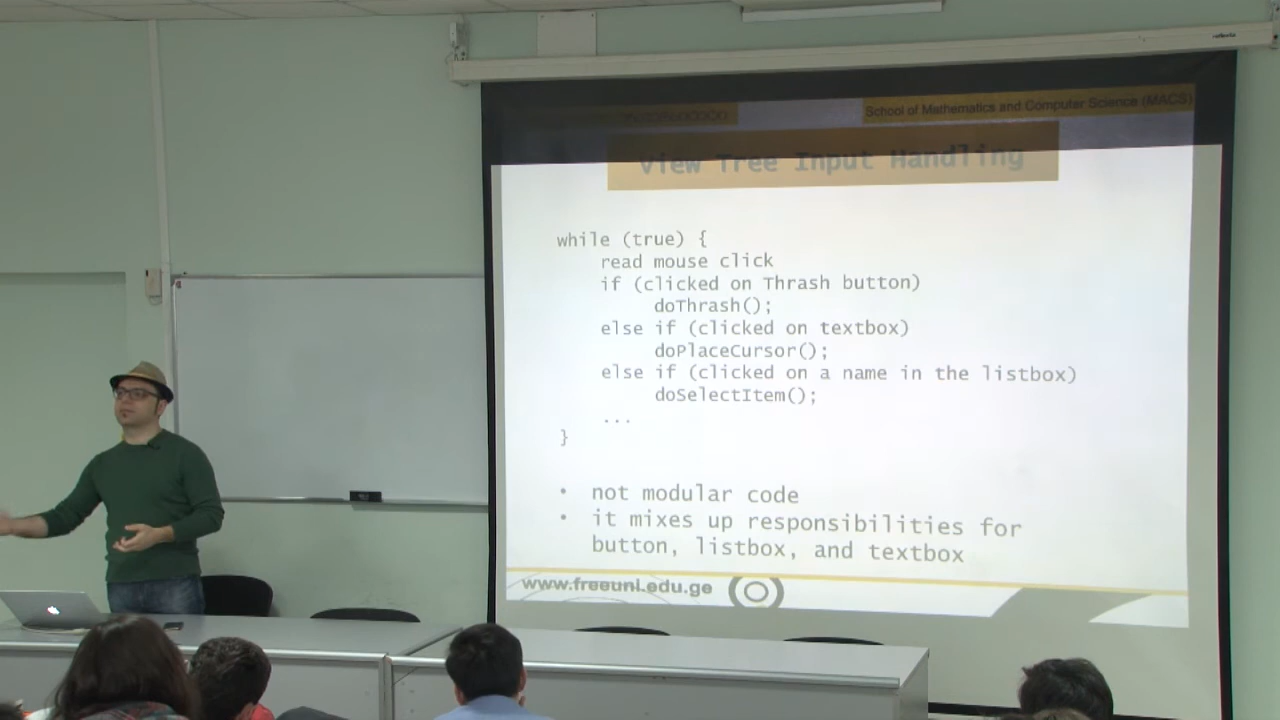 School of Mathematics and Computer Science (MACS)
View Tree Input Handling
while (true) {
read mouse click
if (clicked on Thrash button)
doThrash();
else if (clicked on textbox)
doPlaceCursor();
else if (clicked on a name in the listbox)
doSelectItem();
...
}
• not modular code
• it mixes up responsibilities for
button, listbox, and textbox
www.freeuni.edu.ge